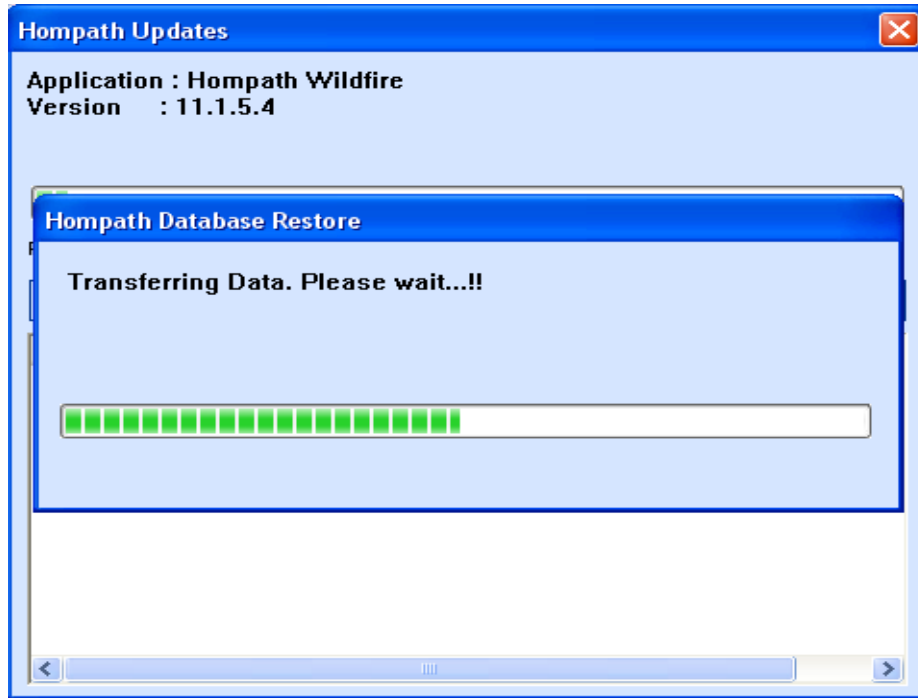 Hompath Updates
Application : Hompath Wildfire
Version : 11.1.5.4
Hompath Database Restore
Transferring Data. Please wait...!!